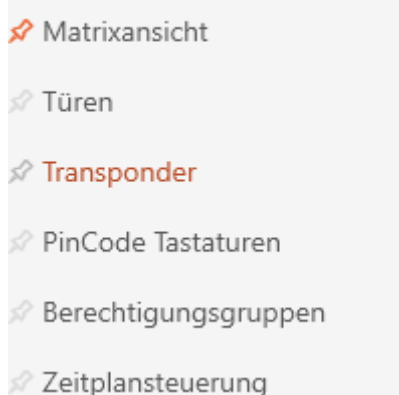 Matrixansicht
Türen
Transponder
PinCode Tastaturen
Berechtigungsgruppen
Zeitplansteuerung